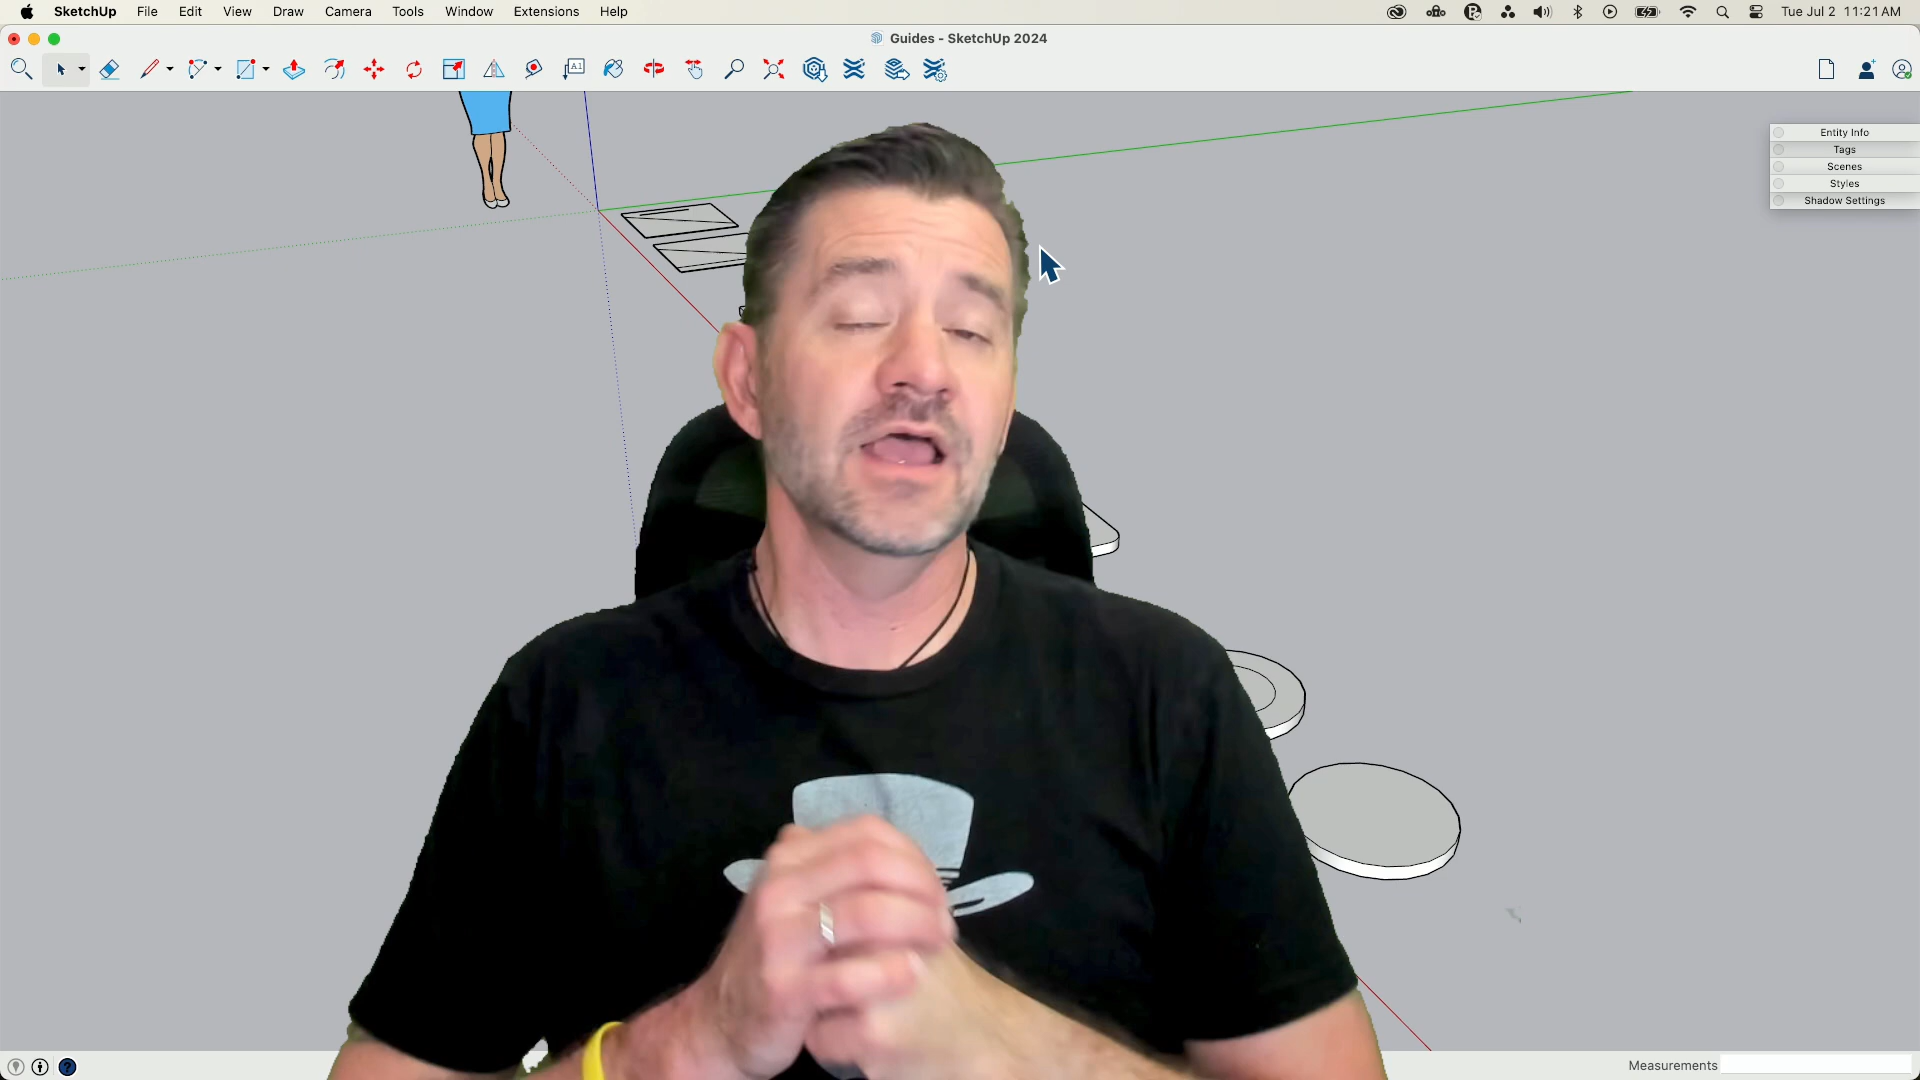 SketchUp File Edit View Draw Camera Tools Window Extensions Help Tue Jul 2 11:21 AM
Guides - SketchUp 2024
A1
Entity Info
Tags
Scenes
Styles
Shadow Settings
Measurements